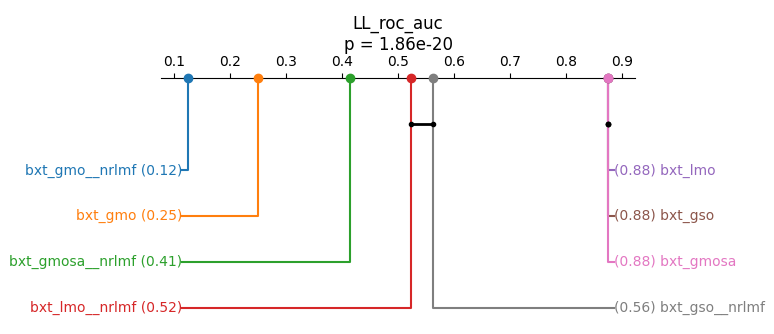 LL_roc_auc
p = 1.86e-20
0.1 0.2 0.3 0.4 0.5 0.6 0.7 0.8 0.9
bxt_gmo__nrlmf (0.12)
(0.88) bxt_lmo
bxt_gmo (0.25)
(0.88) bxt_gso
bxt_gmosa__nrlmf (0.41)
(0.88) bxt_gmosa
bxt_lmo__nrlmf (0.52)
(0.56) bxt_gso__nrlmf